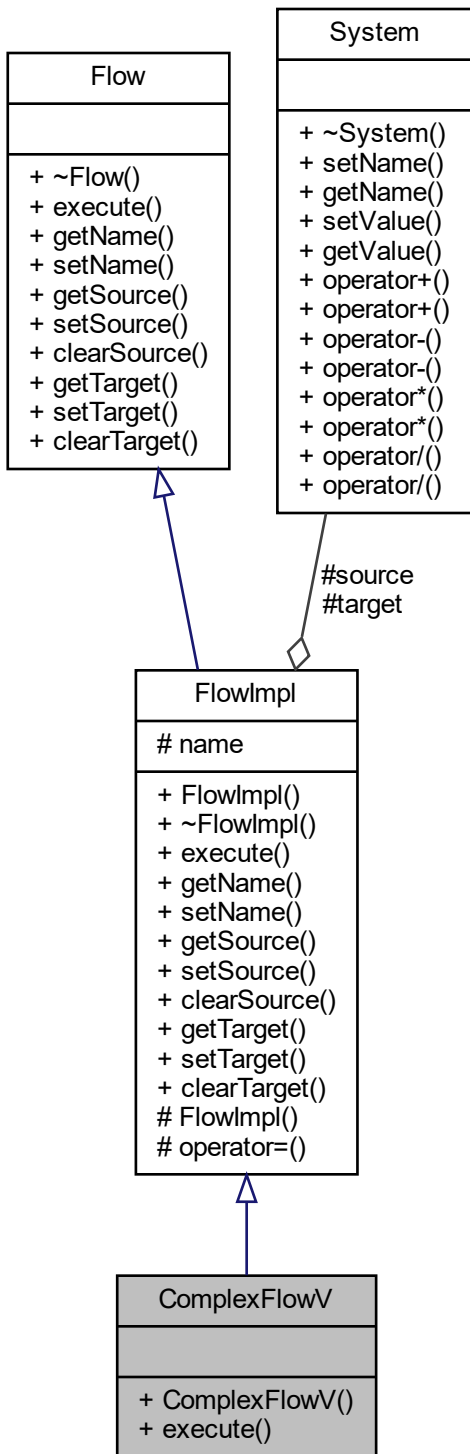 System
+ ~System()
+ setName()
+ getName()
+ setValue()
+ getValue()
+ operator+()
+ operator+()
+ operator-()
+ operator-()
+ operator*()
+ operator*()
+ operator/()
+ operator/()
Flow
+ ~Flow()
+ execute()
+ getName()
+ setName()
+ getSource()
+ setSource()
+ clearSource()
+ getTarget()
+ setTarget()
+ clearTarget()
#source
#target
FlowImpl
# name
+ FlowImpl()
+ ~FlowImpl()
+ execute()
+ getName()
+ setName()
+ getSource()
+ setSource()
+ clearSource()
+ getTarget()
+ setTarget()
+ clearTarget()
# FlowImpl()
# operator=()
ComplexFlowV
+ ComplexFlowV()
+ execute()